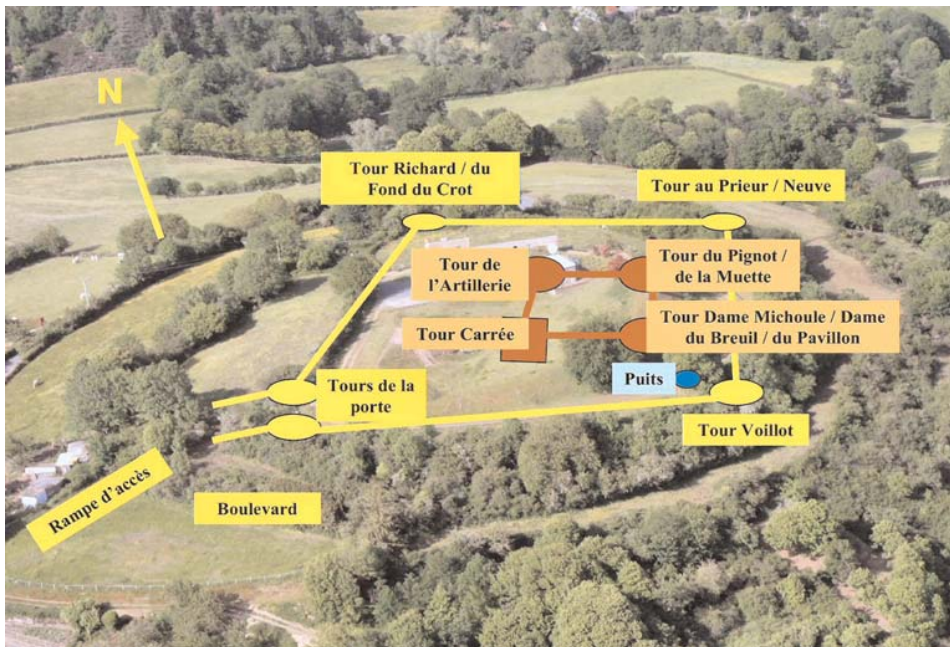 N
Tour Richard / du
Fond du Crot
Tour au Prieur / Neuve
Tour de
l'Artillerie
Tour du Pignot /
de la Muette
Tour Carrée
Tour Dame Michoule / Dame
du Breuil / du Pavillon
Puits
Tours de la
porte
Tour Voillot
Rampe d'accès
Boulevard